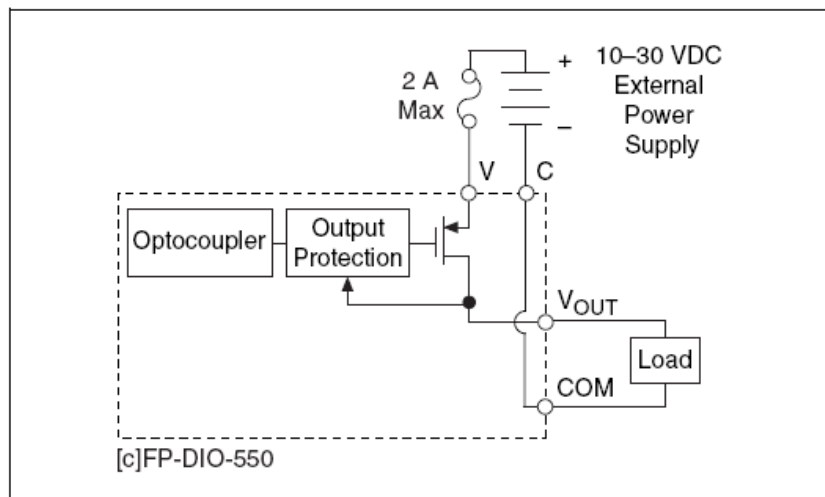 10–30 VDC
External
Power
Supply
+
–
2 A
Max
V
C
Optocoupler
Output
Protection
VOUT
Load
COM
[c]FP-DIO-550